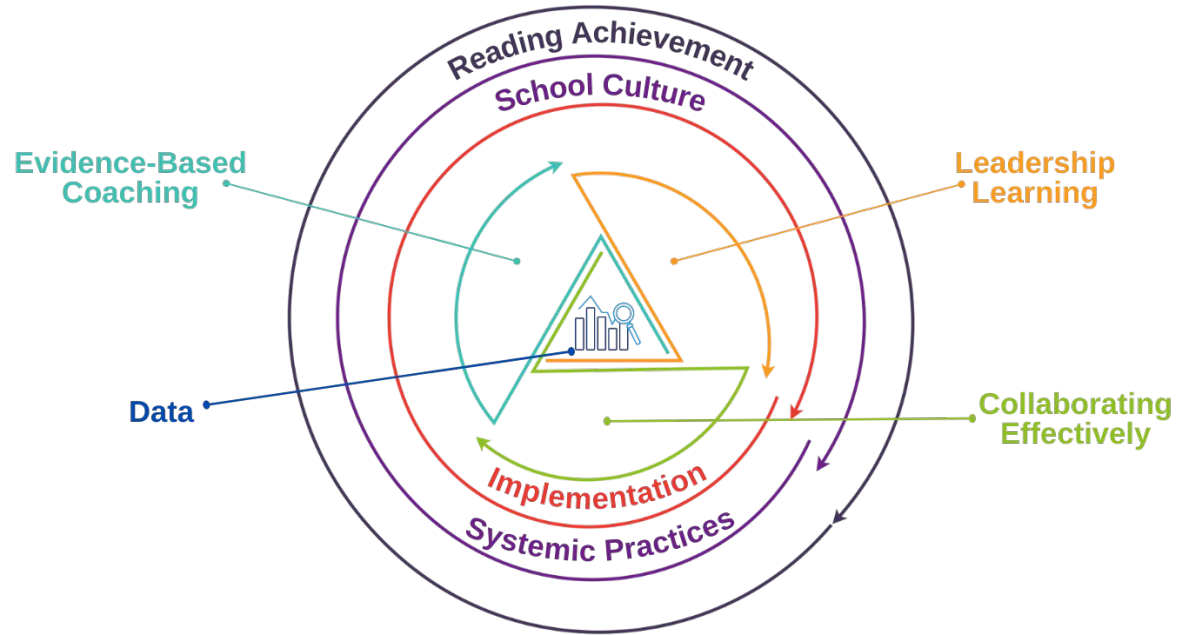 Reading Achievement
School Culture
Evidence-Based
Coaching
Leadership
Learning
Data
Collaborating
Effectively
Implementation
Systemic Practices